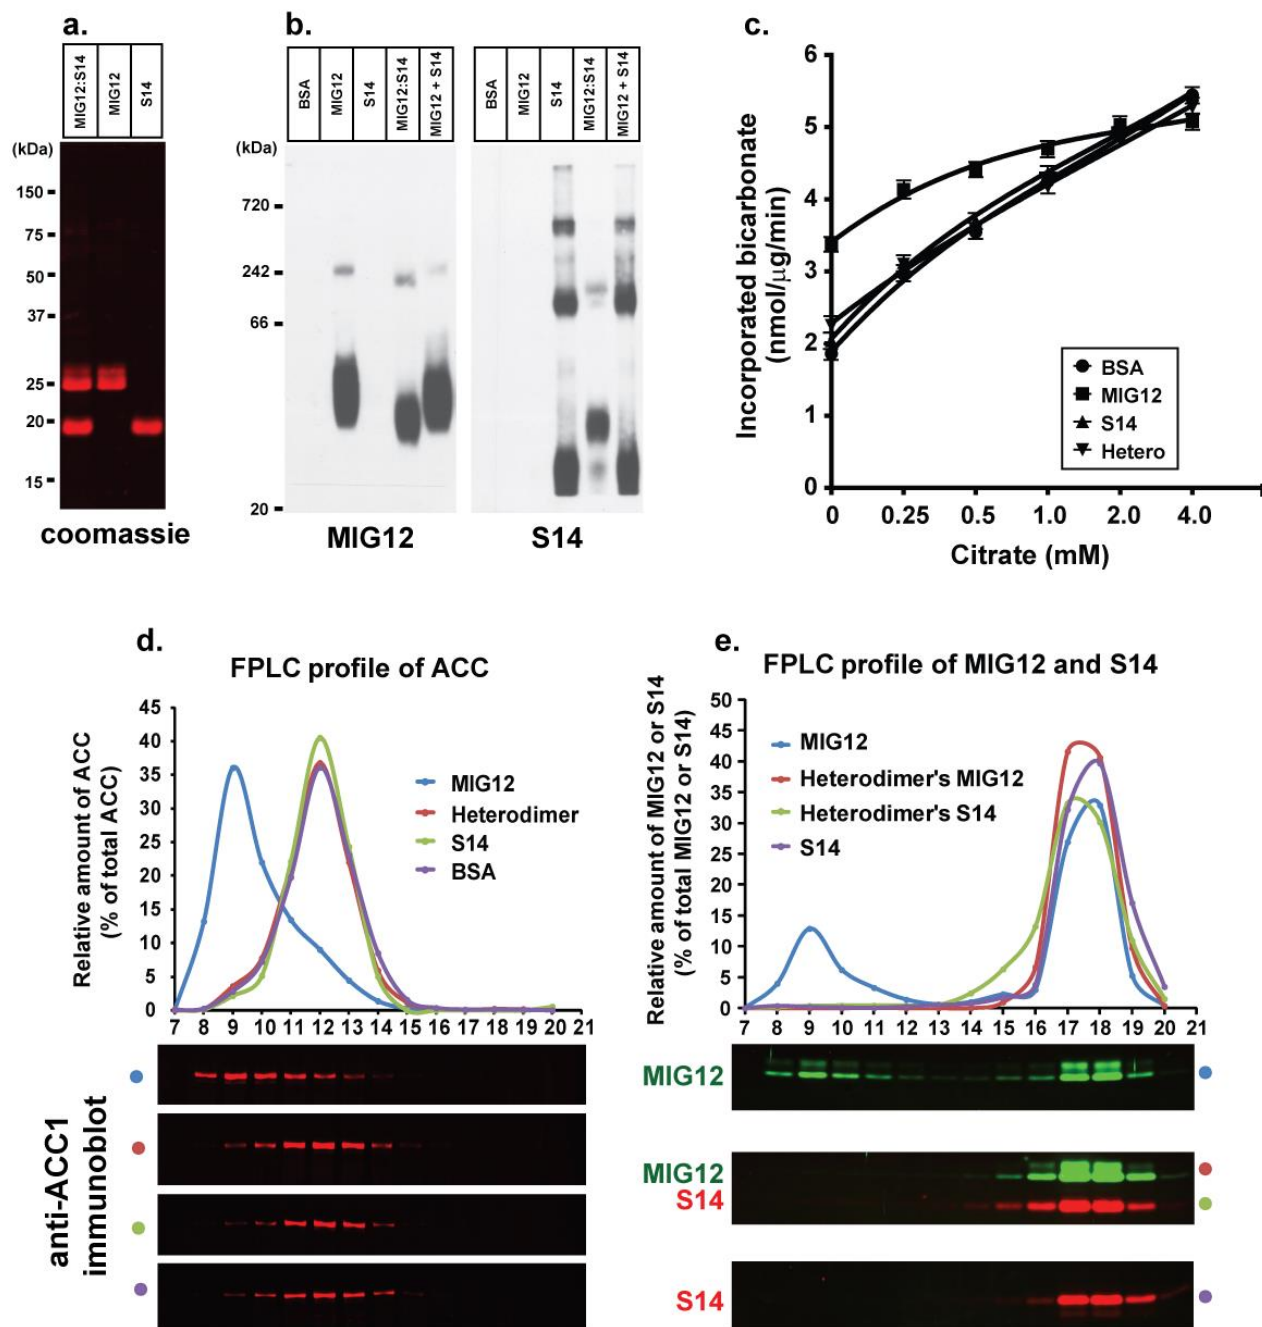 a.
MIG12:S14
MIG12
S14
(kDa)
150
75
50
37
25
20
15
coomassie
b.
BSA
MIG12
S14
MIG12:S14
MIG12 + S14
BSA
MIG12
S14
MIG12:S14
MIG12 + S14
(kDa)
720
242
66
20
MIG12
S14
c.
Incorporated bicarbonate
(nmol/μg/min)
6
5
4
3
2
1
0
BSA
MIG12
S14
Hetero
0 0.25 0.5 1.0 2.0 4.0
Citrate (mM)
d.
FPLC profile of ACC
Relative amount of ACC
(% of total ACC)
45
40
35
30
25
20
15
10
5
0
MIG12
Heterodimer
S14
BSA
7 8 9 10 11 12 13 14 15 16 17 18 19 20 21
anti-ACC1
immunoblot
e.
FPLC profile of MIG12 and S14
Relative amount of MIG12 or S14
(% of total MIG12 or S14)
50
45
40
35
30
25
20
15
10
5
0
MIG12
Heterodimer's MIG12
Heterodimer's S14
S14
7 8 9 10 11 12 13 14 15 16 17 18 19 20 21
MIG12
MIG12
S14
S14